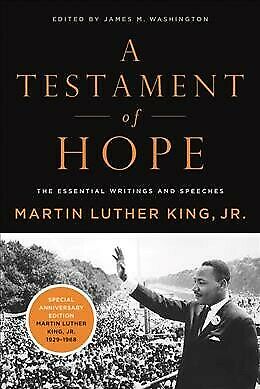 EDITED BY JAMES M. WASHINGTON
A
TESTAMENT
of
HOPE
THE ESSENTIAL WRITINGS AND SPEECHES
MARTIN LUTHER KING, JR.
SPECIAL
ANNIVERSARY
EDITION
MARTIN LUTHER
KING, JR.
1929–1968